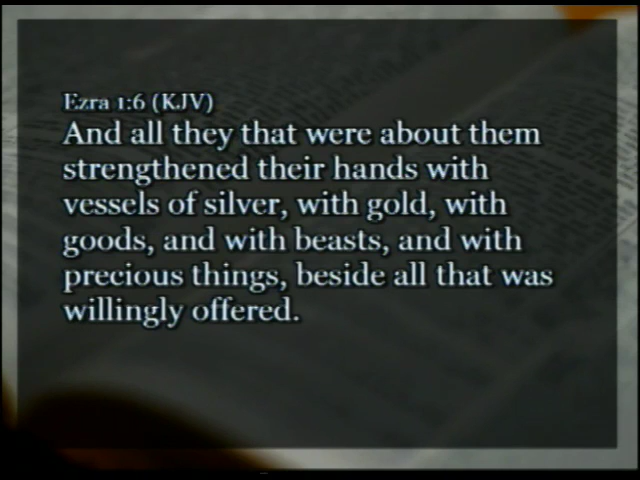 Ezra 1:6 (KJV)
And all they that were about them
strengthened their hands with
vessels of silver, with gold, with
goods, and with beasts, and with
precious things, beside all that was
willingly offered.